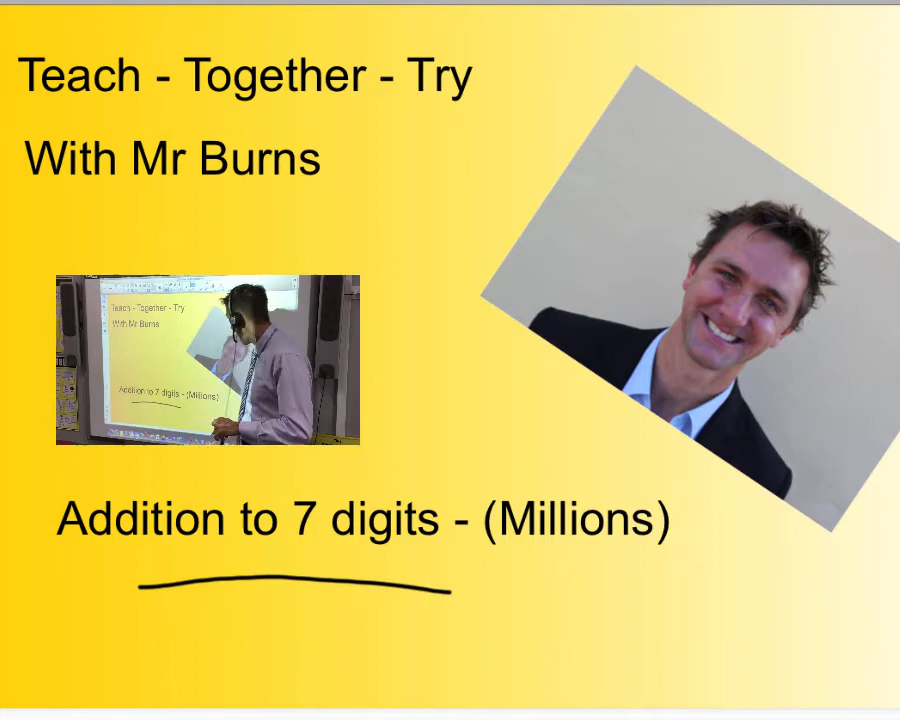 Teach - Together - Try
With Mr Burns
Teach - Together - Try
With Mr Burns
Addition to 7 digits - (Millions)
Addition to 7 digits - (Millions)